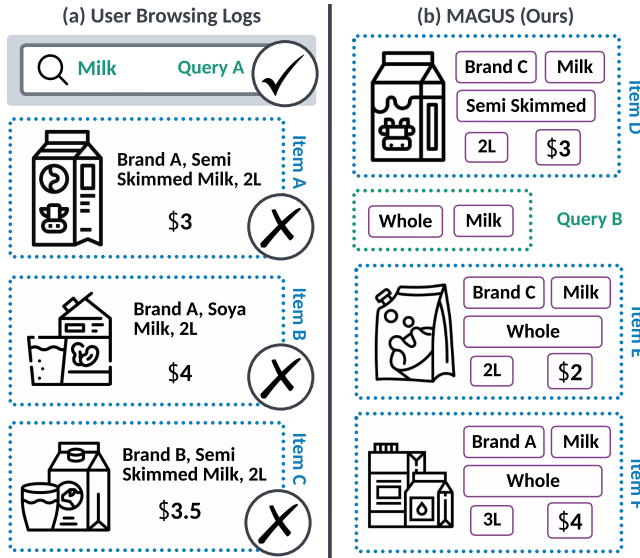 (a) User Browsing Logs
Milk Query A
Item A
Brand A, Semi
Skimmed Milk, 2L
$3
Item B
Brand A, Soya
Milk, 2L
$4
Item C
Brand B, Semi
Skimmed Milk, 2L
$3.5
(b) MAGUS (Ours)
Item D
Brand C Milk
Semi Skimmed
2L $3
Whole Milk Query B
Item E
Brand C Milk
Whole
2L $2
Item F
Brand A Milk
Whole
3L $4